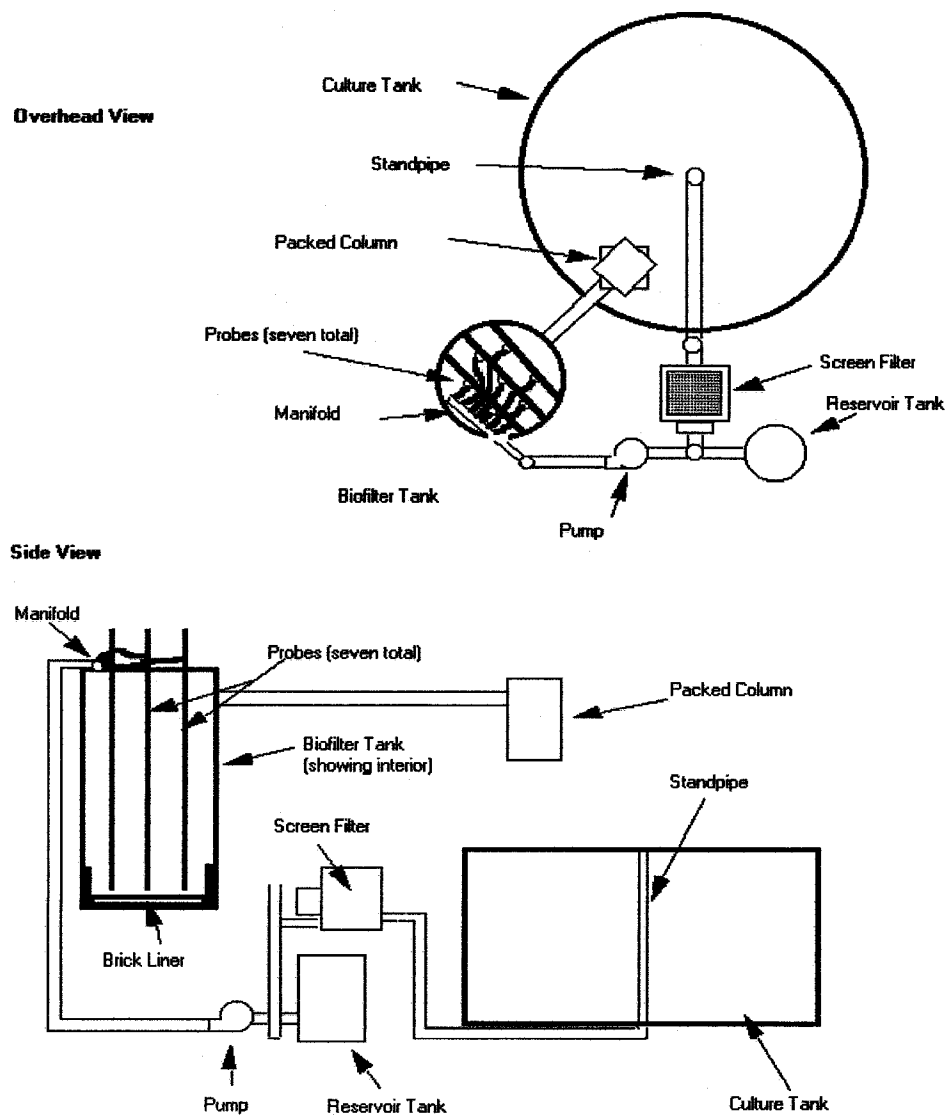 Overhead View
Culture Tank
Standpipe
Packed Column
Probes (seven total)
Manifold
Screen Filter
Reservoir Tank
Biofilter Tank
Pump
Side View
Manifold
Probes (seven total)
Packed Column
Biofilter Tank
(showing interior)
Standpipe
Screen Filter
Brick Liner
Pump
Reservoir Tank
Culture Tank